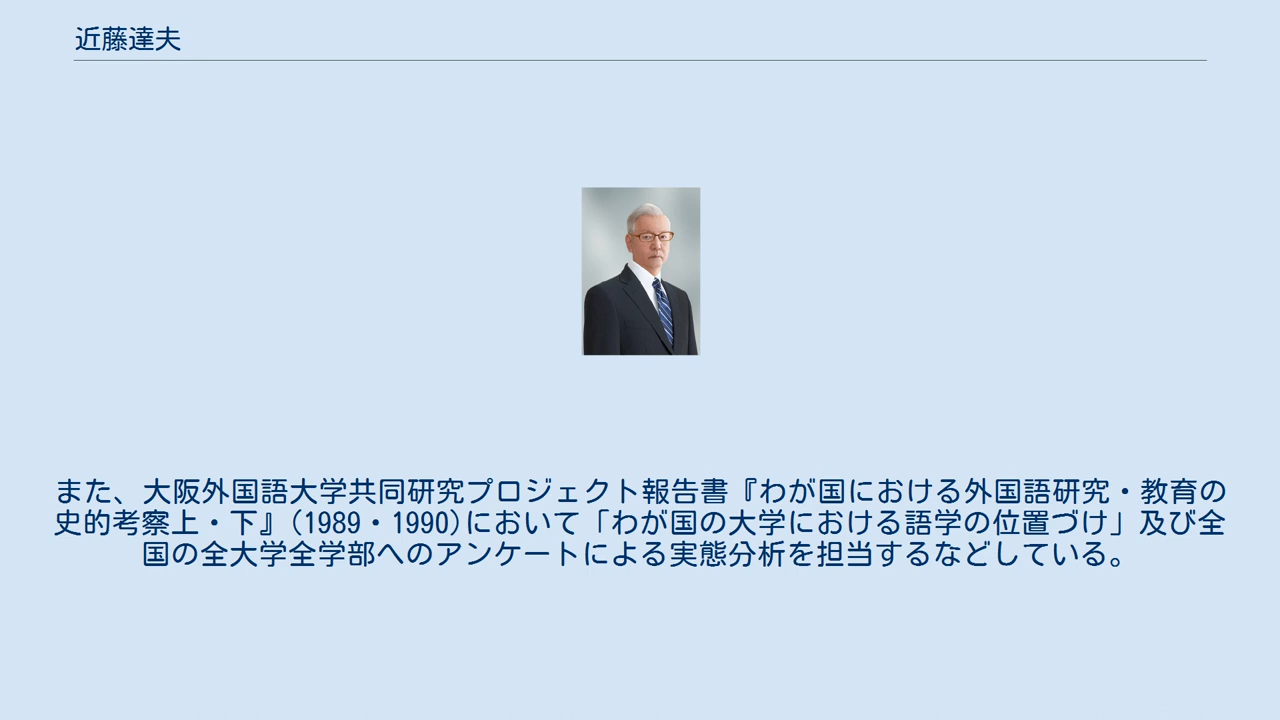 近藤達夫
また、大阪外国語大学共同研究プロジェクト報告書『わが国における外国語研究・教育の
史的考察上・下』(1989・1990)において「わが国の大学における語学の位置づけ」及び全
国の全大学全学部へのアンケートによる実態分析を担当するなどしている。